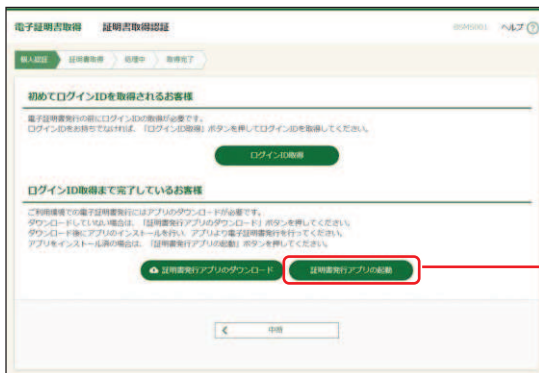 電子証明書取得　証明書取得認証
BSMS001　ヘルプ ?
個人認証　証明書取得　処理中　取得完了
初めてログインIDを取得されるお客様
電子証明書発行の前にログインIDの取得が必要です。
ログインIDをお持ちでなければ、「ログインID取得」ボタンを押してログインIDを取得してください。
ログインID取得
ログインID取得まで完了しているお客様
ご利用環境での電子証明書発行にはアプリのダウンロードが必要です。
ダウンロードしていない場合は、「証明書発行アプリのダウンロード」ボタンを押してください。
ダウンロード後にアプリのインストールを行い、アプリより電子証明書発行を行ってください。
アプリをインストール済の場合は、「証明書発行アプリの起動」ボタンを押してください。
証明書発行アプリのダウンロード　証明書発行アプリの起動
中断